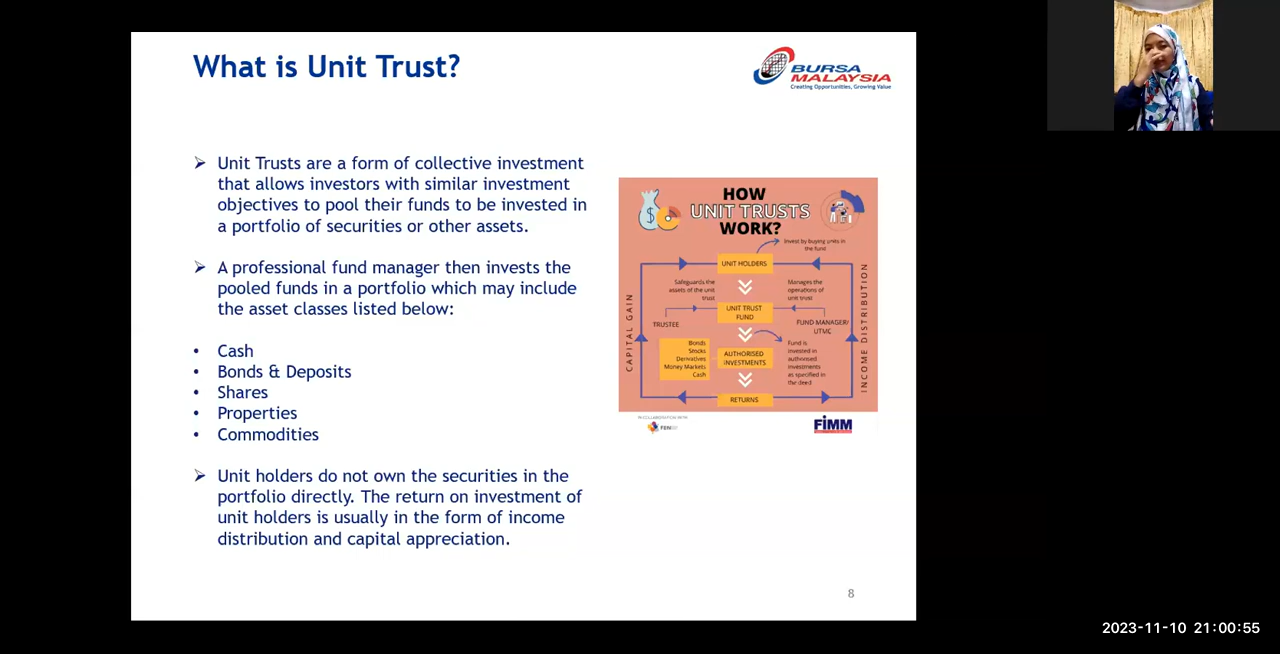 What is Unit Trust?
BURSA
MALAYSIA
Creating Opportunities, Growing Value
➢ Unit Trusts are a form of collective investment
that allows investors with similar investment
objectives to pool their funds to be invested in
a portfolio of securities or other assets.
➢ A professional fund manager then invests the
pooled funds in a portfolio which may include
the asset classes listed below:
• Cash
• Bonds & Deposits
• Shares
• Properties
• Commodities
➢ Unit holders do not own the securities in the
portfolio directly. The return on investment of
unit holders is usually in the form of income
distribution and capital appreciation.
HOW
UNIT TRUSTS
WORK?
Invest by buying units in
the fund
UNIT HOLDERS
Safeguards the
assets of the unit
trust
Manages the
operations of
unit trust
UNIT TRUST
FUND
TRUSTEE
FUND MANAGER/
UTMC
Bonds
Stocks
Derivatives
Money Markets
Cash
AUTHORISED
INVESTMENTS
Fund is
invested in
authorised
investments
as specified in
the deed
RETURNS
CAPITAL GAIN
INCOME DISTRIBUTION
IN COLLABORATION WITH
FIMM
8
2023-11-10 21:00:55